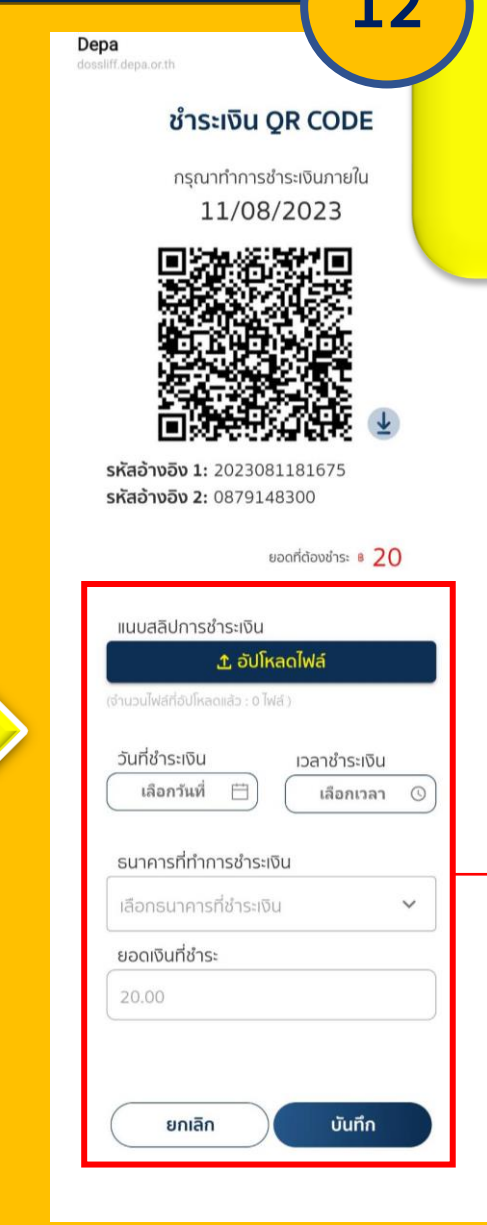 12
Depa
dossliff.depa.or.th
ชำระเงิน QR CODE
กรุณาทำการชำระเงินภายใน
11/08/2023
รหัสอ้างอิง 1: 2023081181675
รหัสอ้างอิง 2: 0879148300
ยอดที่ต้องชำระ ฿ 20
แนบสลิปการชำระเงิน
อัปโหลดไฟล์
(จำนวนไฟล์ที่อัปโหลดแล้ว : 0 ไฟล์ )
วันที่ชำระเงิน เวลาชำระเงิน
เลือกวันที่ เลือกเวลา
ธนาคารที่ทำการชำระเงิน
เลือกธนาคารที่ชำระเงิน
ยอดเงินที่ชำระ
20.00
ยกเลิก บันทึก